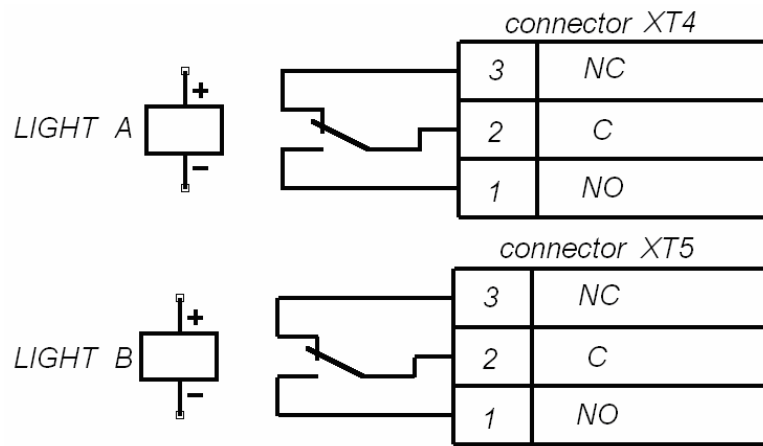 connector XT4
3 NC
+
LIGHT A
2 C
-
1 NO
connector XT5
3 NC
+
LIGHT B
2 C
-
1 NO